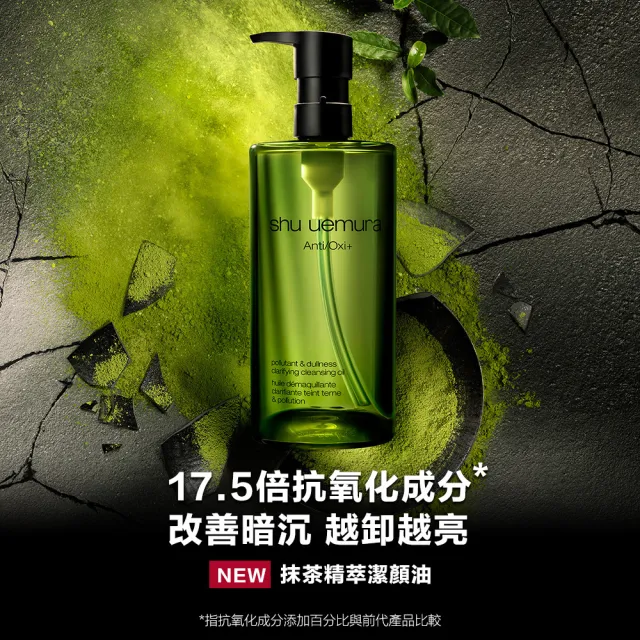 shu uemura
Anti/Oxi+
pollutant & dullness
clarifying cleansing oil
huile démaquillante
clarifiante teint terne
& pollution
17.5倍抗氧化成分*
改善暗沉 越卸越亮
NEW 抹茶精萃潔顏油
*指抗氧化成分添加百分比與前代產品比較